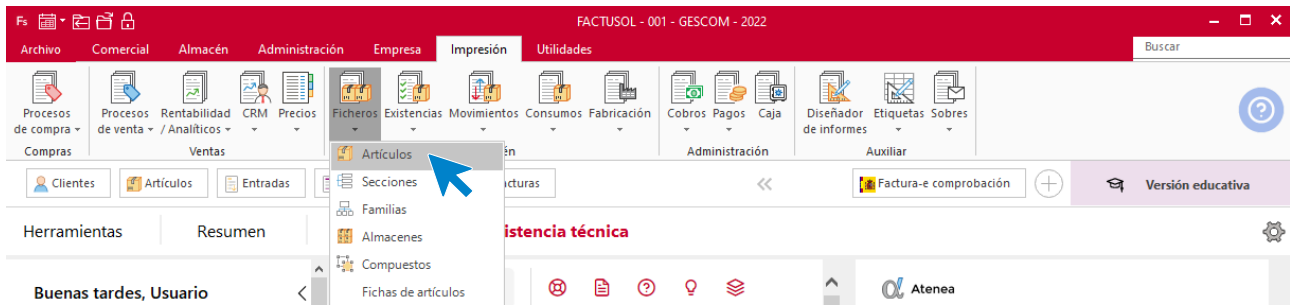 Fs FACTUSOL - 001 - GESCOM - 2022
Archivo Comercial Almacén Administración Empresa Impresión Utilidades Buscar
Procesos de compra
Procesos de venta
Rentabilidad / Analíticos
CRM
Precios
Ficheros
Existencias
Movimientos
Consumos
Fabricación
Cobros
Pagos
Caja
Diseñador de informes
Etiquetas
Sobres
Compras Ventas én Administración Auxiliar
Artículos
Secciones
Familias
Almacenes
Compuestos
Fichas de artículos
Clientes Artículos Entradas cturas Factura-e comprobación Versión educativa
Herramientas Resumen istencia técnica
Buenas tardes, Usuario Atenea